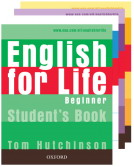 English
for Life
Beginner
Student's Book
Tom Hutchinson
OXFORD